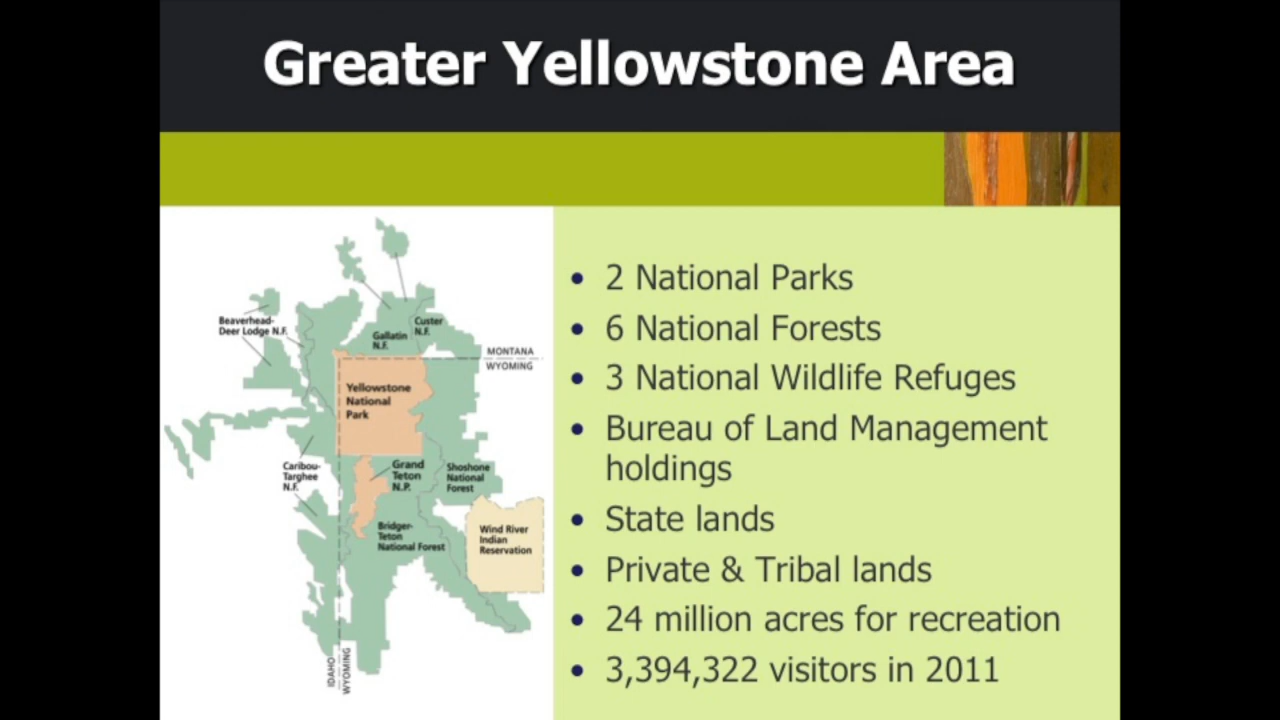 Greater Yellowstone Area
Beaverhead-
Deer Lodge N.F.
Gallatin
N.F.
Custer
N.F.
MONTANA
WYOMING
Yellowstone
National
Park
Caribou-
Targhee
N.F.
Grand
Teton
N.P.
Shoshone
National
Forest
Bridger-
Teton
National Forest
Wind River
Indian
Reservation
IDAHO
WYOMING
• 2 National Parks
• 6 National Forests
• 3 National Wildlife Refuges
• Bureau of Land Management
holdings
• State lands
• Private & Tribal lands
• 24 million acres for recreation
• 3,394,322 visitors in 2011